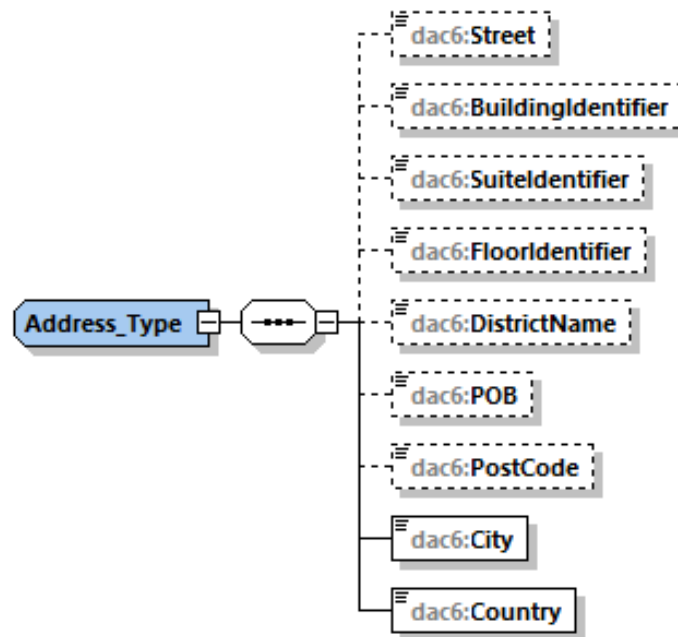 dac6:Street
dac6:BuildingIdentifier
dac6:SuiteIdentifier
dac6:FloorIdentifier
Address_Type
dac6:DistrictName
dac6:POB
dac6:PostCode
dac6:City
dac6:Country